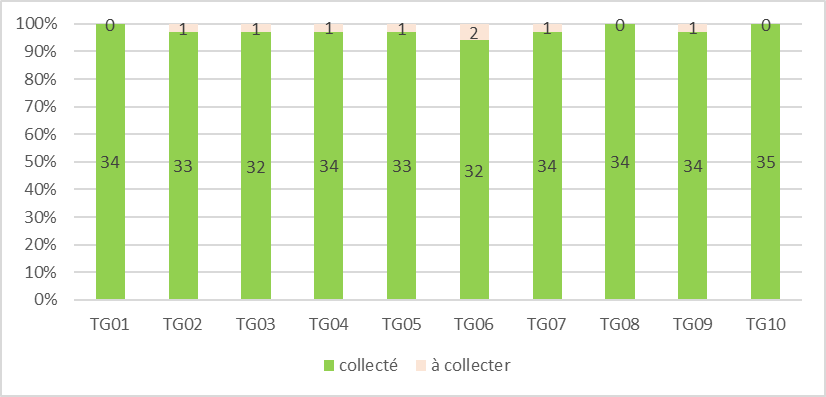 100% 0 1 1 1 1 2 1 0 1 0
90%
80%
70%
60%
50% 34 33 32 34 33 32 34 34 34 35
40%
30%
20%
10%
0%
TG01 TG02 TG03 TG04 TG05 TG06 TG07 TG08 TG09 TG10
collecté à collecter